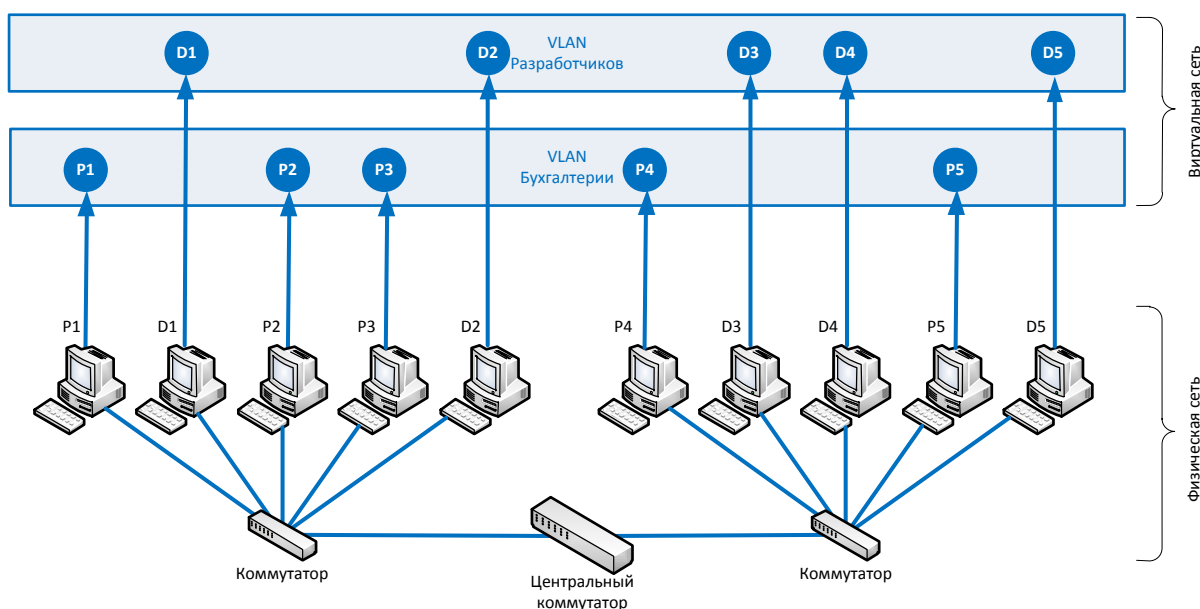 D1
D2
VLAN
Разработчиков
D3
D4
D5
P1
P2
P3
VLAN
Бухгалтерии
P4
P5
Виртуальная сеть
P1
D1
P2
P3
D2
P4
D3
D4
P5
D5
Физическая сеть
Коммутатор
Центральный
коммутатор
Коммутатор